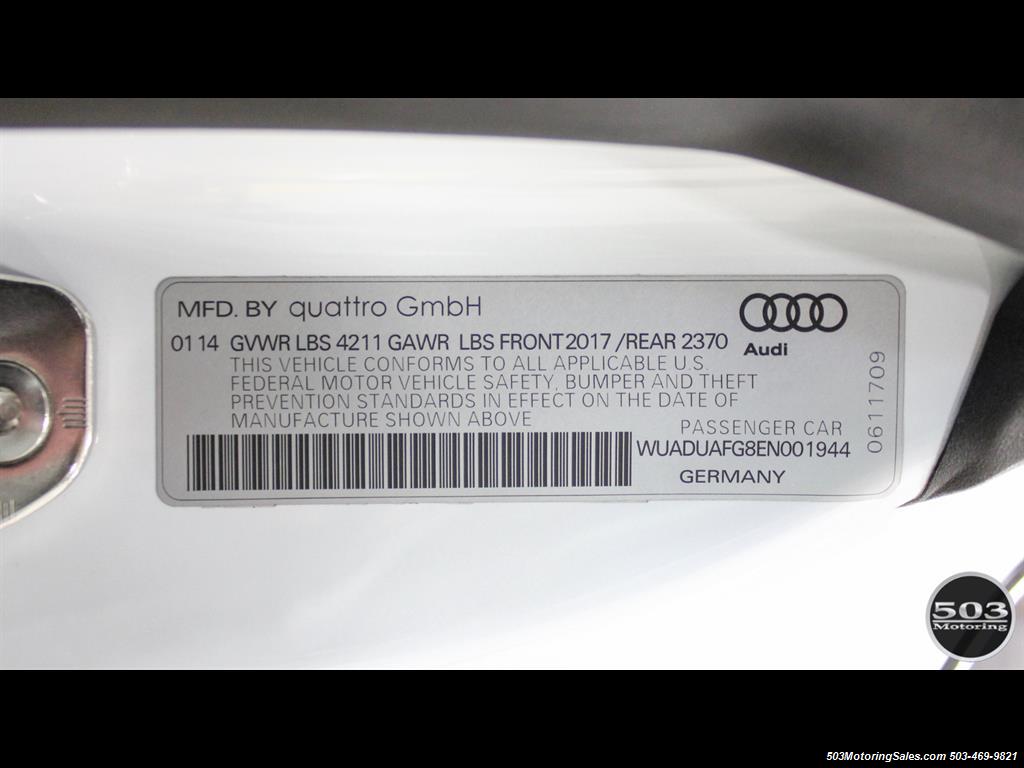 MFD. BY quattro GmbH
0114 GVWR LBS 4211 GAWR LBS FRONT2017 /REAR 2370
Audi
THIS VEHICLE CONFORMS TO ALL APPLICABLE U.S.
FEDERAL MOTOR VEHICLE SAFETY, BUMPER AND THEFT
PREVENTION STANDARDS IN EFFECT ON THE DATE OF
MANUFACTURE SHOWN ABOVE
PASSENGER CAR
WUADUAFG8EN001944
GERMANY
0611709
503
Motoring
503MotoringSales.com 503-469-9821